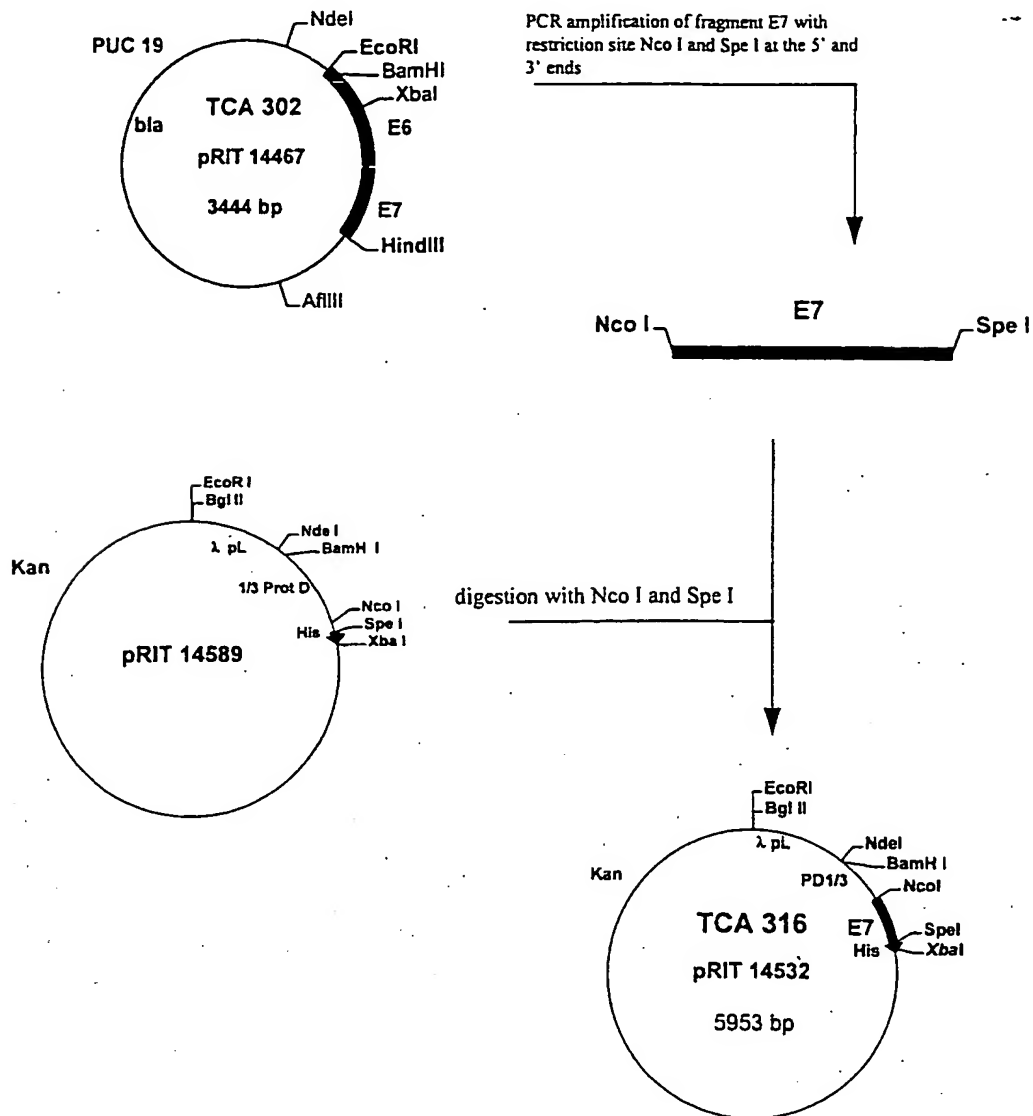 PCR amplification of fragment E7 with
restriction site Nco I and Spe I at the 5' and
3' ends
NdeI
PUC 19
EcoRI
BamHI
XbaI
TCA 302
bla
E6
pRIT 14467
3444 bp
E7
HindIII
AflIII
E7
Nco I
Spe I
EcoR I
Bgl II
Nde I
λ pL
BamH I
Kan
1/3 Prot D
Nco I
Spe I
His
Xba I
pRIT 14589
digestion with Nco I and Spe I
EcoRI
Bgl II
λ pL
NdeI
Kan
BamH I
PD1/3
NcoI
TCA 316
E7
SpeI
His
XbaI
pRIT 14532
5953 bp